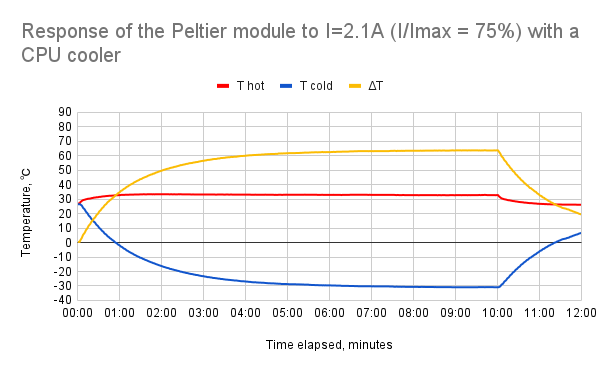 Response of the Peltier module to I=2.1A (I/Imax = 75%) with a
CPU cooler
T hot T cold ΔT
90
80
70
60
50
40
30
20
10
0
-10
-20
-30
-40
Temperature, °C
00:00 01:00 02:00 03:00 04:00 05:00 06:00 07:00 08:00 09:00 10:00 11:00 12:00
Time elapsed, minutes